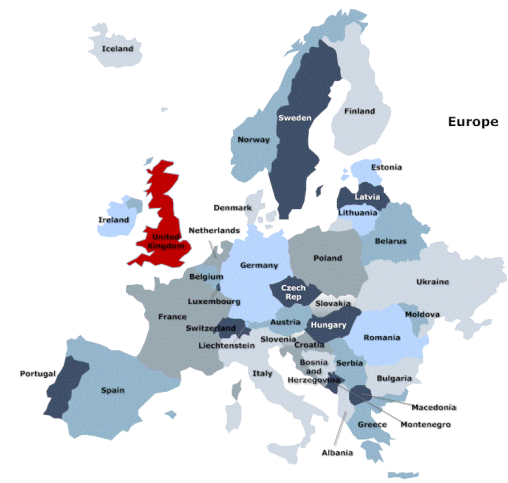 Iceland
Finland
Sweden
Europe
Norway
Estonia
Latvia
Denmark
Lithuania
Ireland
Netherlands
United
Kingdom
Belarus
Poland
Germany
Belgium
Ukraine
Czech
Rep
Luxembourg
Slovakia
France
Moldova
Austria
Switzerland
Hungary
Romania
Liechtenstein
Slovenia
Croatia
Bosnia
and
Herzegovina
Serbia
Portugal
Italy
Bulgaria
Spain
Macedonia
Greece
Montenegro
Albania